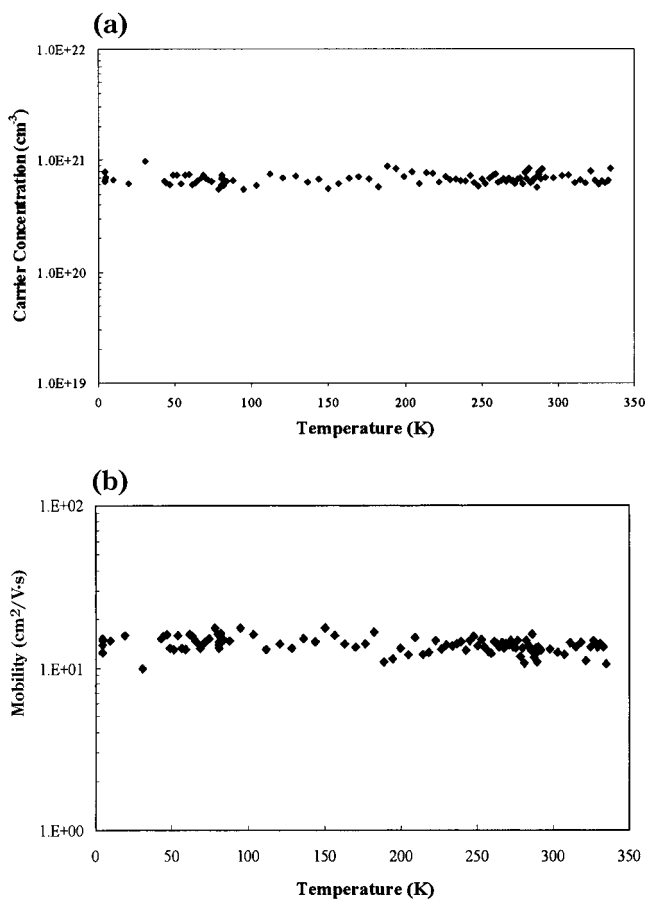 (a)
1.0E+22
1.0E+21
1.0E+20
1.0E+19
Carrier Concentration (cm-3)
0 50 100 150 200 250 300 350
Temperature (K)
(b)
1.E+02
1.E+01
1.E+00
Mobility (cm2/V·s)
0 50 100 150 200 250 300 350
Temperature (K)